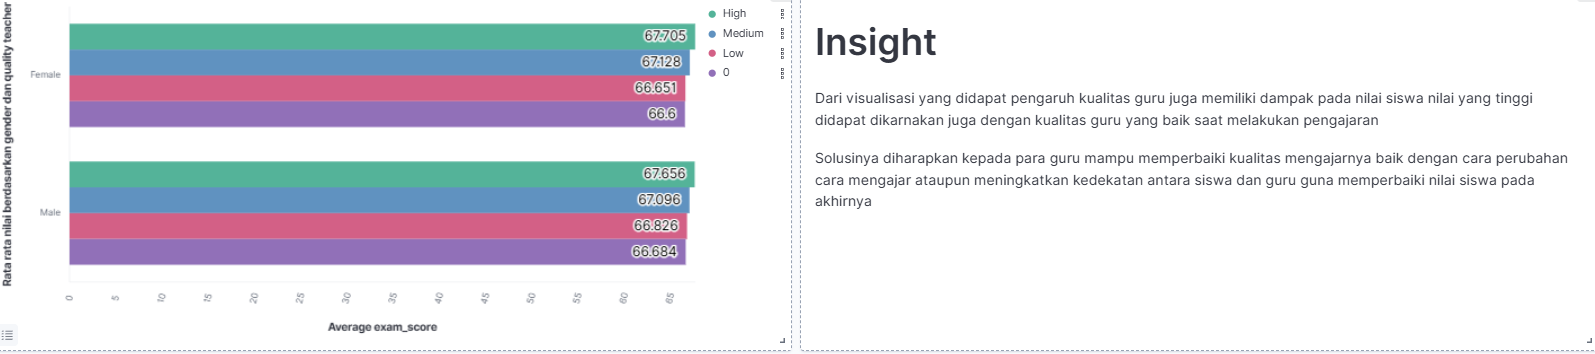 Rata rata nilai berdasarkan gender dan quality teacher
Female
67.705
67.128
66.651
66.6
Male
67.656
67.096
66.826
66.684
0
5
10
15
20
25
30
35
40
45
50
55
60
65
Average exam_score
High
Medium
Low
0
Insight
Dari visualisasi yang didapat pengaruh kualitas guru juga memiliki dampak pada nilai siswa nilai yang tinggi
didapat dikarnakan juga dengan kualitas guru yang baik saat melakukan pengajaran
Solusinya diharapkan kepada para guru mampu memperbaiki kualitas mengajarnya baik dengan cara perubahan
cara mengajar ataupun meningkatkan kedekatan antara siswa dan guru guna memperbaiki nilai siswa pada
akhirnya